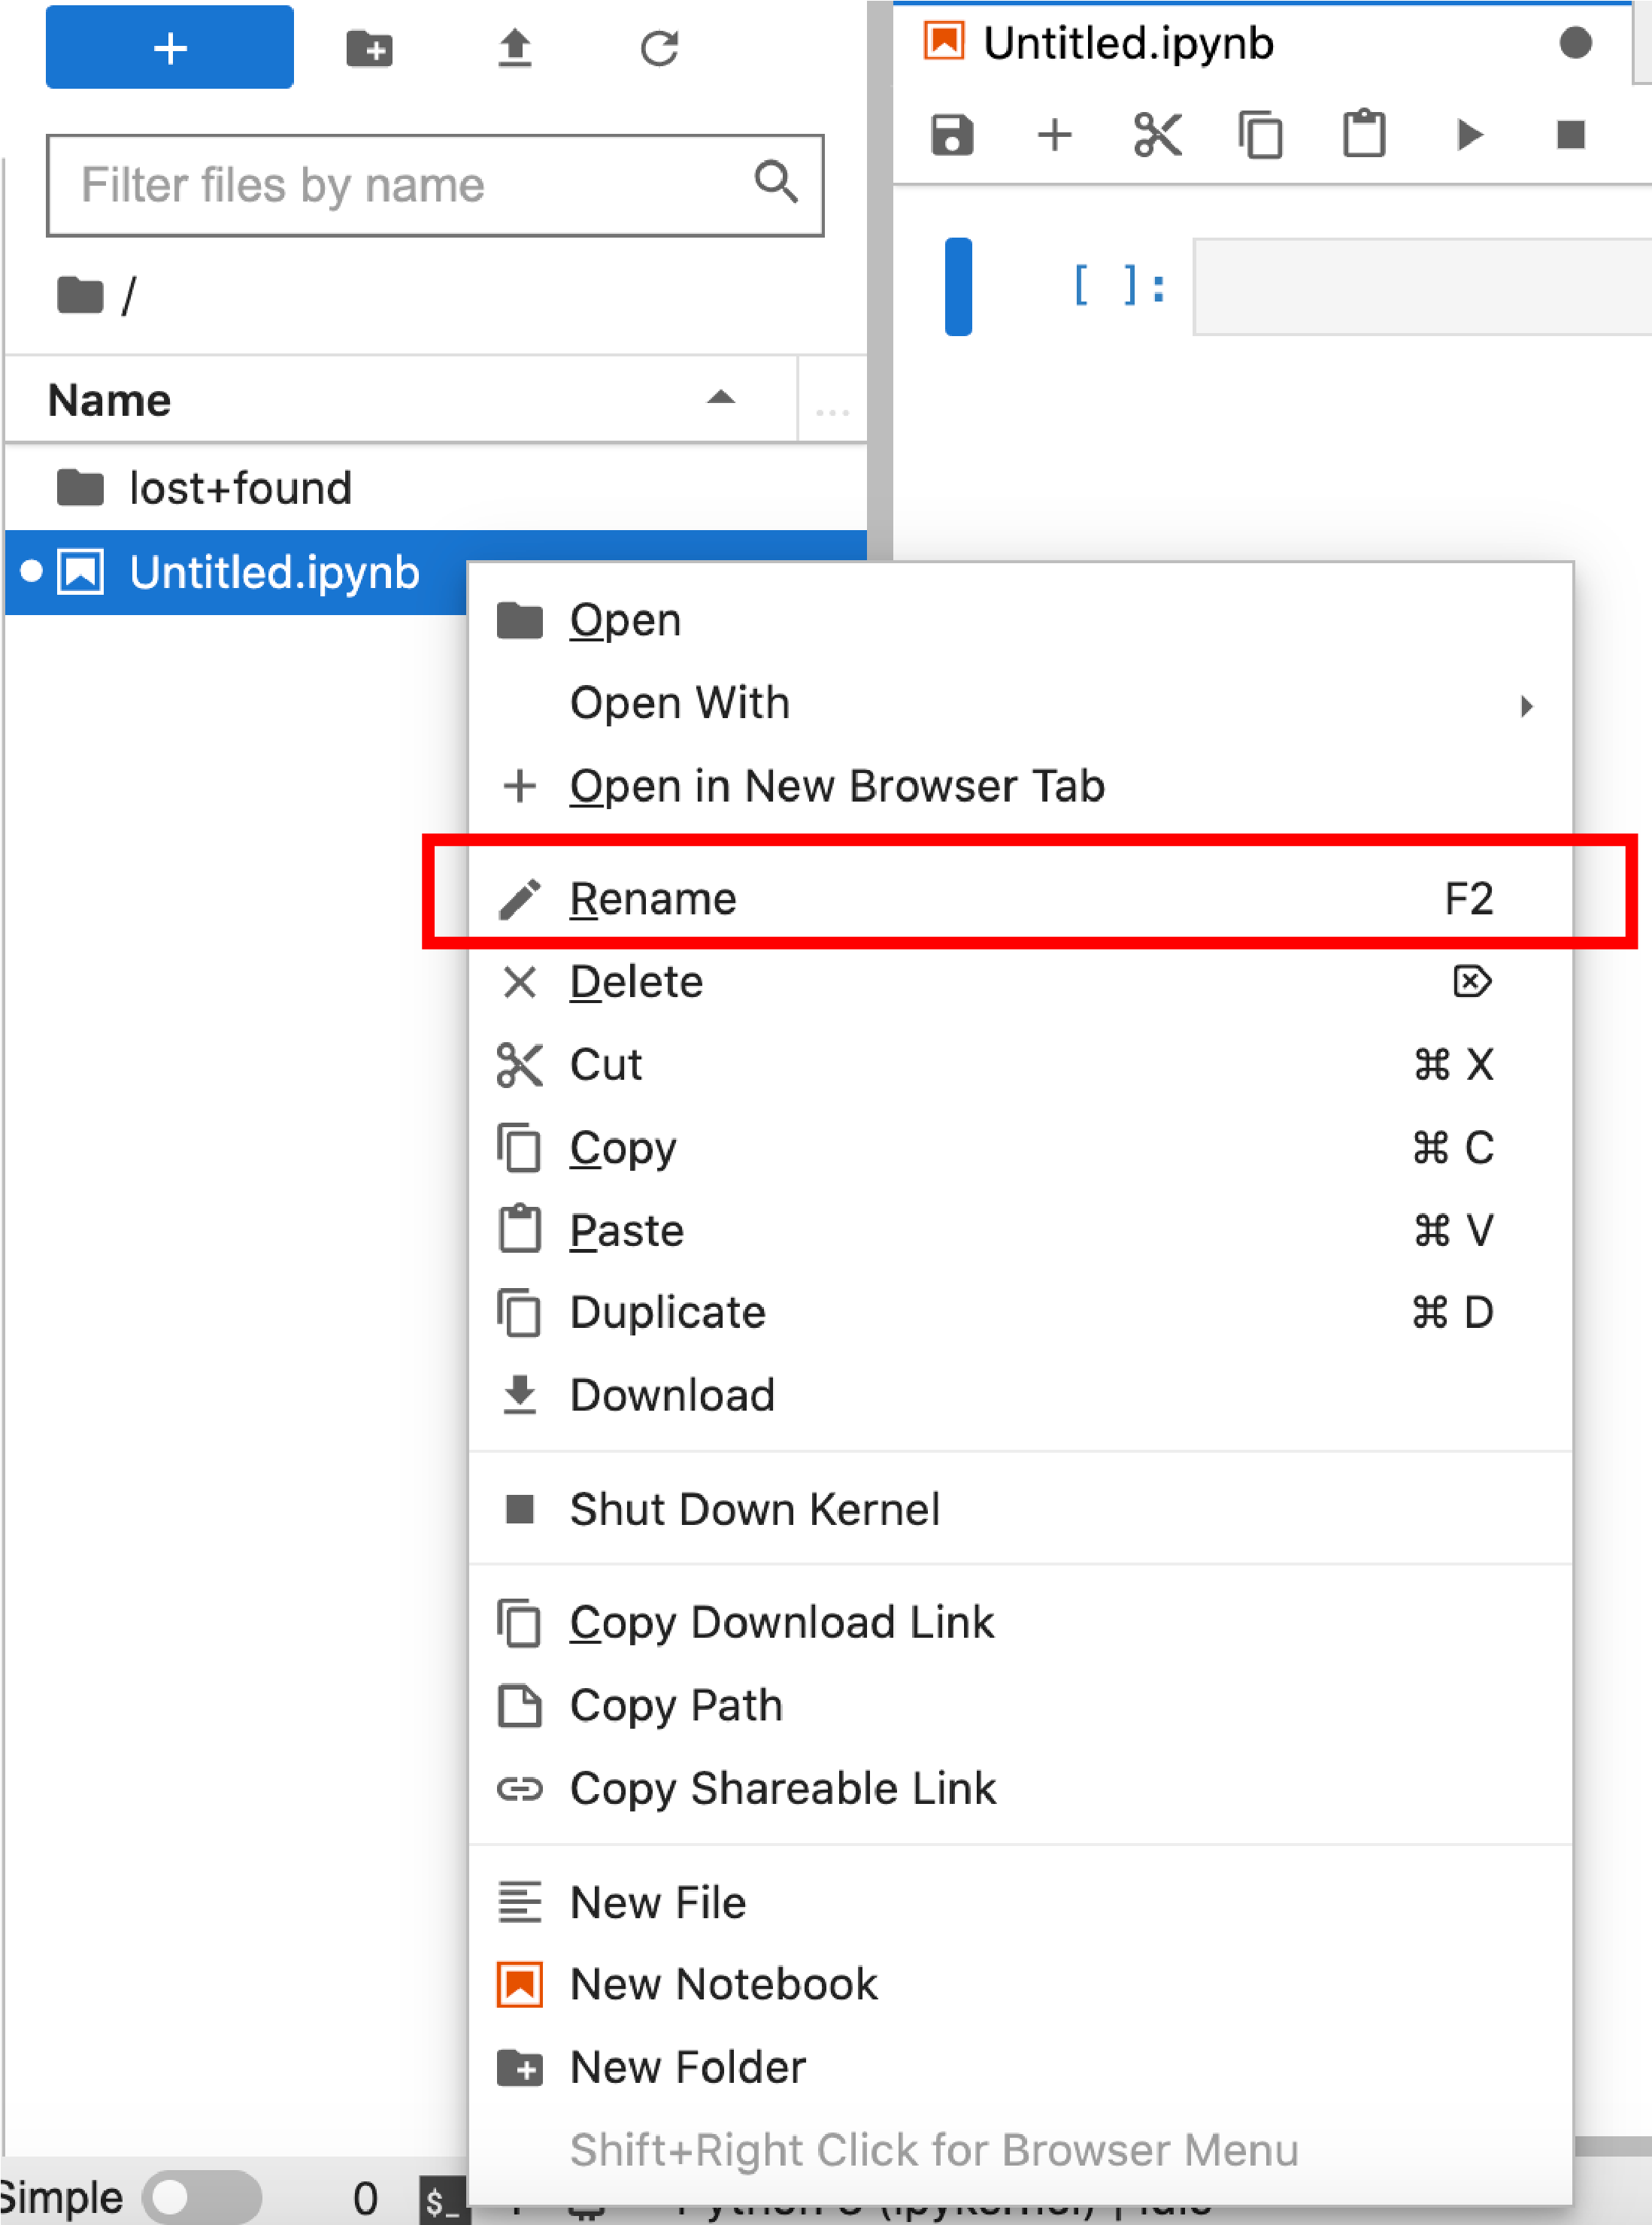 Untitled.ipynb
Filter files by name
/
[ ]:
Name
...
lost+found
Untitled.ipynb
Open
Open With
Open in New Browser Tab
Rename F2
Delete
Cut ⌘ X
Copy ⌘ C
Paste ⌘ V
Duplicate ⌘ D
Download
Shut Down Kernel
Copy Download Link
Copy Path
Copy Shareable Link
New File
New Notebook
New Folder
Shift+Right Click for Browser Menu
Simple 0 $_